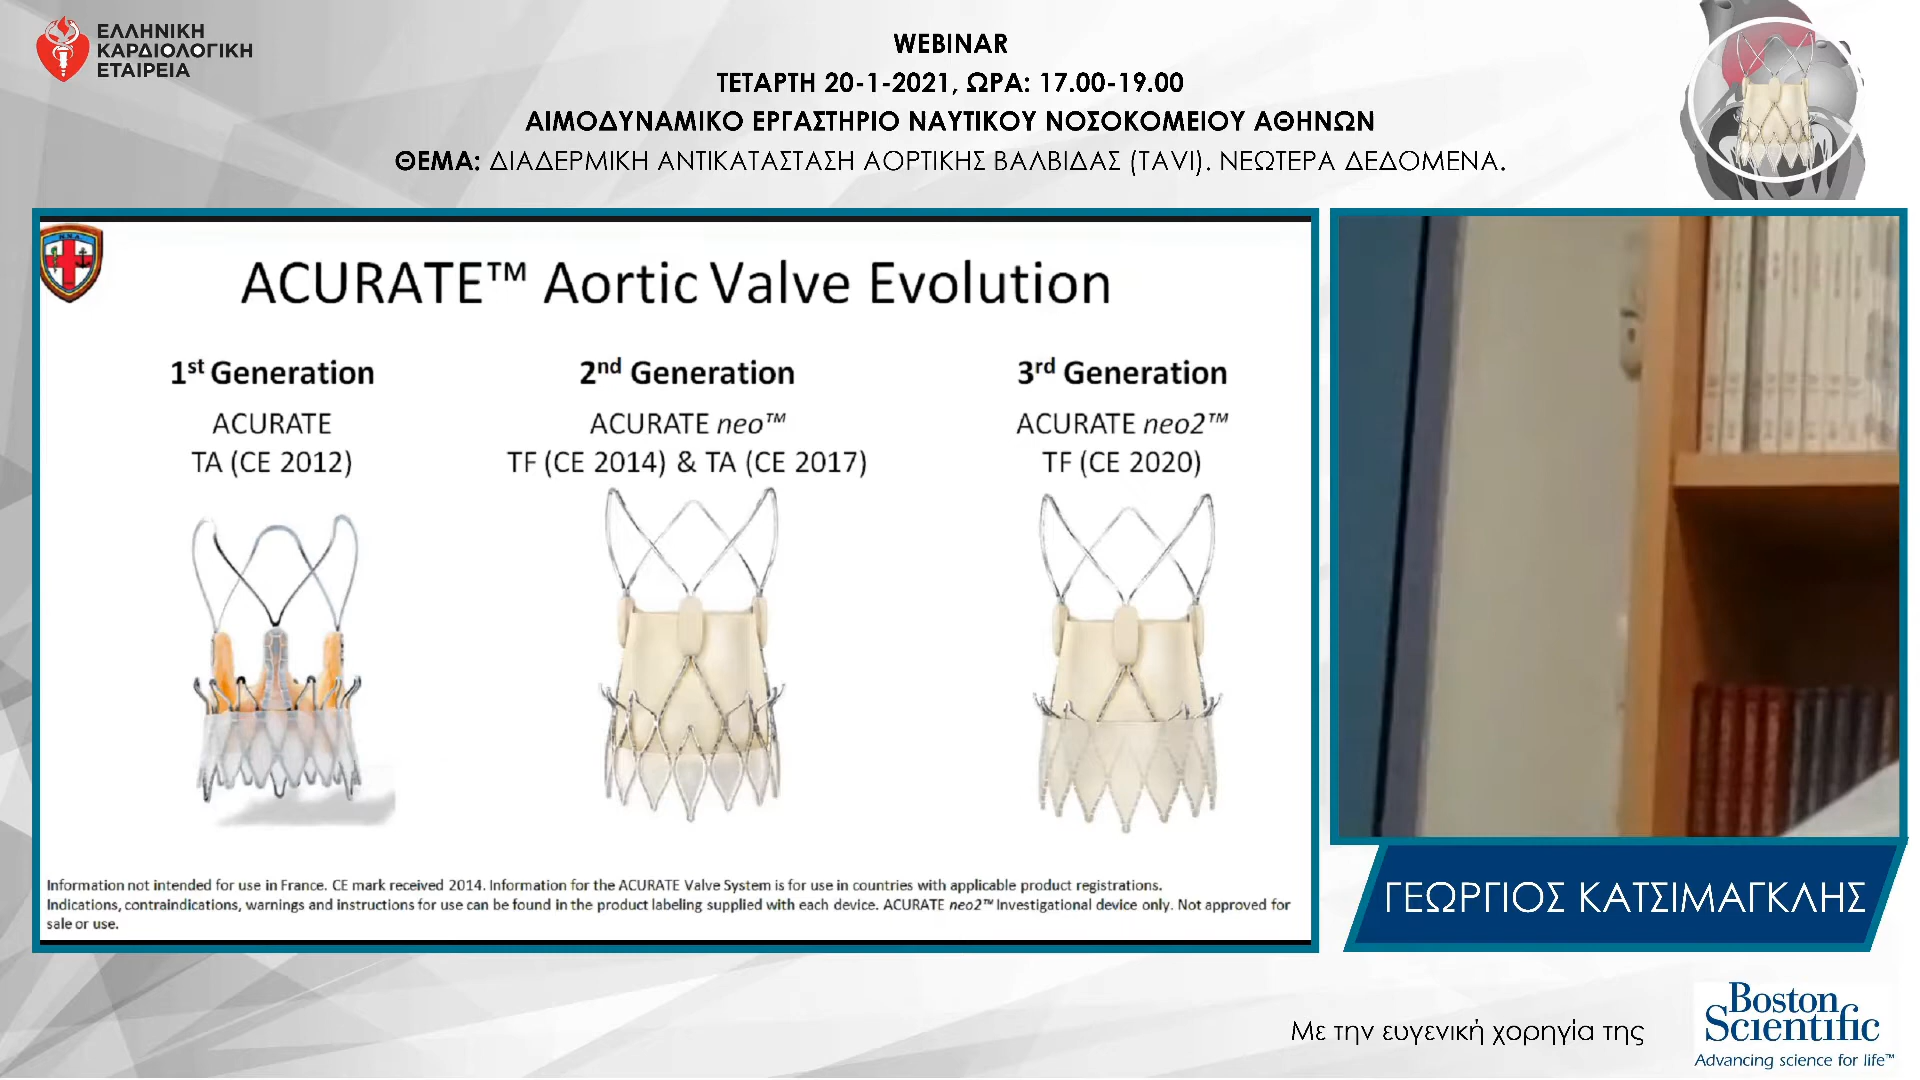 ΕΛΛΗΝΙΚΗ
ΚΑΡΔΙΟΛΟΓΙΚΗ
ΕΤΑΙΡΕΙΑ
WEBINAR
ΤΕΤΑΡΤΗ 20-1-2021, ΩΡΑ: 17.00-19.00
ΑΙΜΟΔΥΝΑΜΙΚΟ ΕΡΓΑΣΤΗΡΙΟ ΝΑΥΤΙΚΟΥ ΝΟΣΟΚΟΜΕΙΟΥ ΑΘΗΝΩΝ
ΘΕΜΑ: ΔΙΑΔΕΡΜΙΚΗ ΑΝΤΙΚΑΤΑΣΤΑΣΗ ΑΟΡΤΙΚΗΣ ΒΑΛΒΙΔΑΣ (TAVI). ΝΕΩΤΕΡΑ ΔΕΔΟΜΕΝΑ.
ACURATE™ Aortic Valve Evolution
1st Generation
ACURATE
TA (CE 2012)
2nd Generation
ACURATE neo™
TF (CE 2014) & TA (CE 2017)
3rd Generation
ACURATE neo2™
TF (CE 2020)
Information not intended for use in France. CE mark received 2014. Information for the ACURATE Valve System is for use in countries with applicable product registrations.
Indications, contraindications, warnings and instructions for use can be found in the product labeling supplied with each device. ACURATE neo2™ Investigational device only. Not approved for
sale or use.
ΓΕΩΡΓΙΟΣ ΚΑΤΣΙΜΑΓΚΛΗΣ
Με την ευγενική χορηγία της
Boston
Scientific
Advancing science for life™